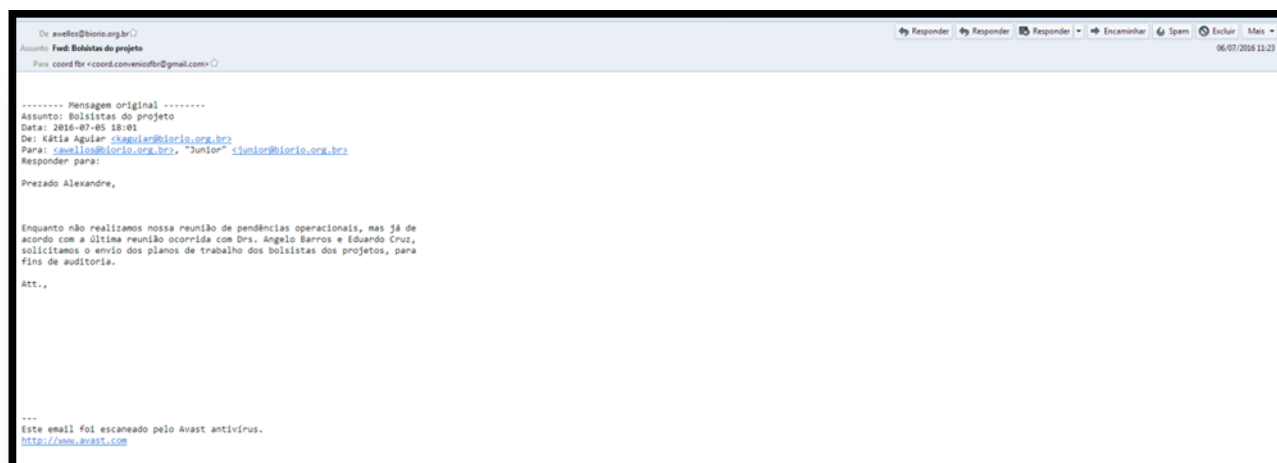 De awellos@biorio.org.br
Responder Responder Responder Encaminhar Spam Excluir Mais
Assunto Fwd: Bolsistas do projeto
06/07/2016 11:23
Para coord fbr <coord.conveniosfbr@gmail.com>
-------- Mensagem original --------
Assunto: Bolsistas do projeto
Data: 2016-07-05 18:01
De: Kátia Aguiar <kaguiar@biorio.org.br>
Para: <awellos@biorio.org.br>, "Junior" <junior@biorio.org.br>
Responder para:
Prezado Alexandre,
Enquanto não realizamos nossa reunião de pendências operacionais, mas já de
acordo com a última reunião ocorrida com Drs. Angelo Barros e Eduardo Cruz,
solicitamos o envio dos planos de trabalho dos bolsistas dos projetos, para
fins de auditoria.
Att.,
---
Este email foi escaneado pelo Avast antivírus.
http://www.avast.com